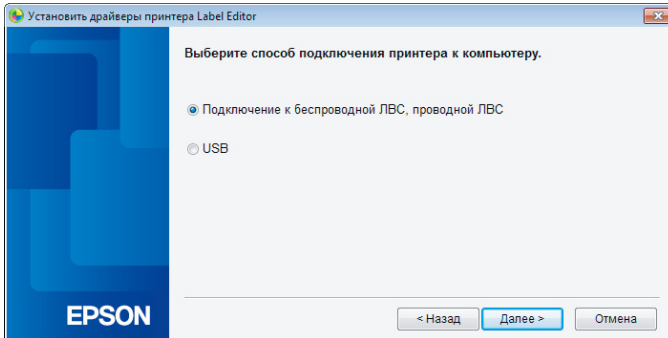 Установить драйверы принтера Label Editor
Выберите способ подключения принтера к компьютеру.
Подключение к беспроводной ЛВС, проводной ЛВС
USB
EPSON
< Назад Далее > Отмена